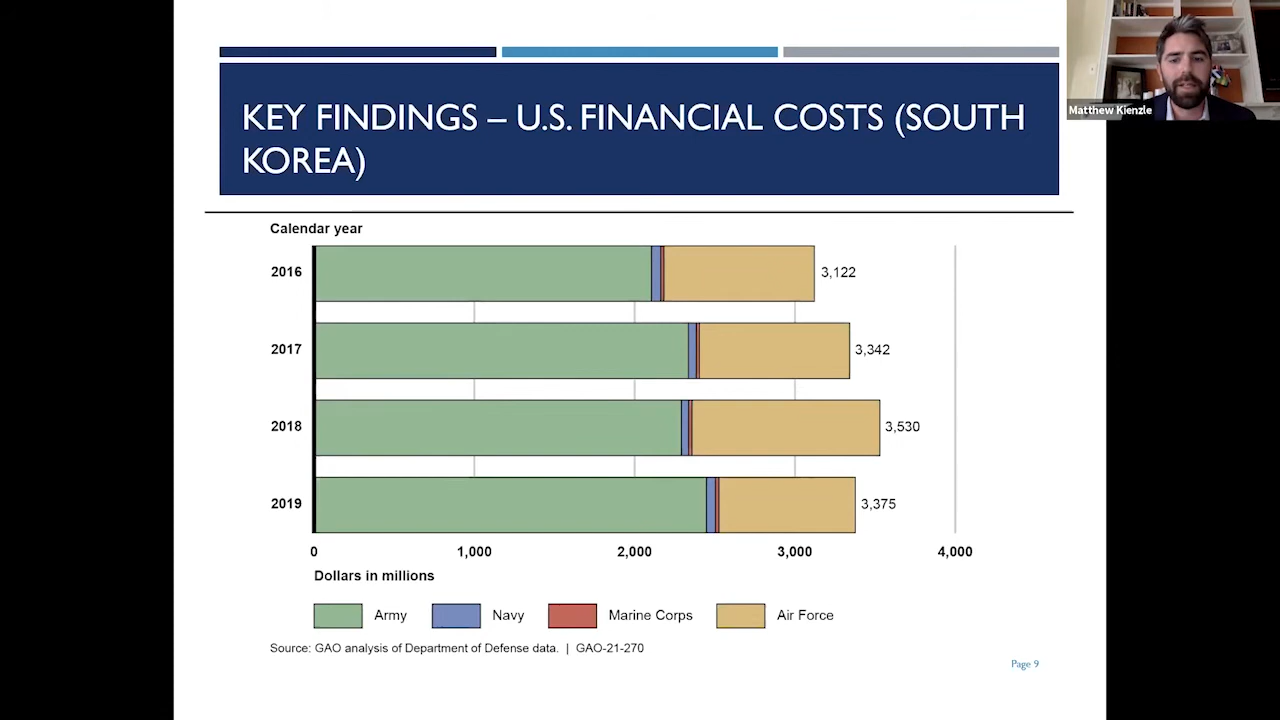 KEY FINDINGS – U.S. FINANCIAL COSTS (SOUTH
KOREA)
Matthew Kienzle
Calendar year
2016
3,122
2017
3,342
2018
3,530
2019
3,375
0 1,000 2,000 3,000 4,000
Dollars in millions
Army Navy Marine Corps Air Force
Source: GAO analysis of Department of Defense data. | GAO-21-270
Page 9